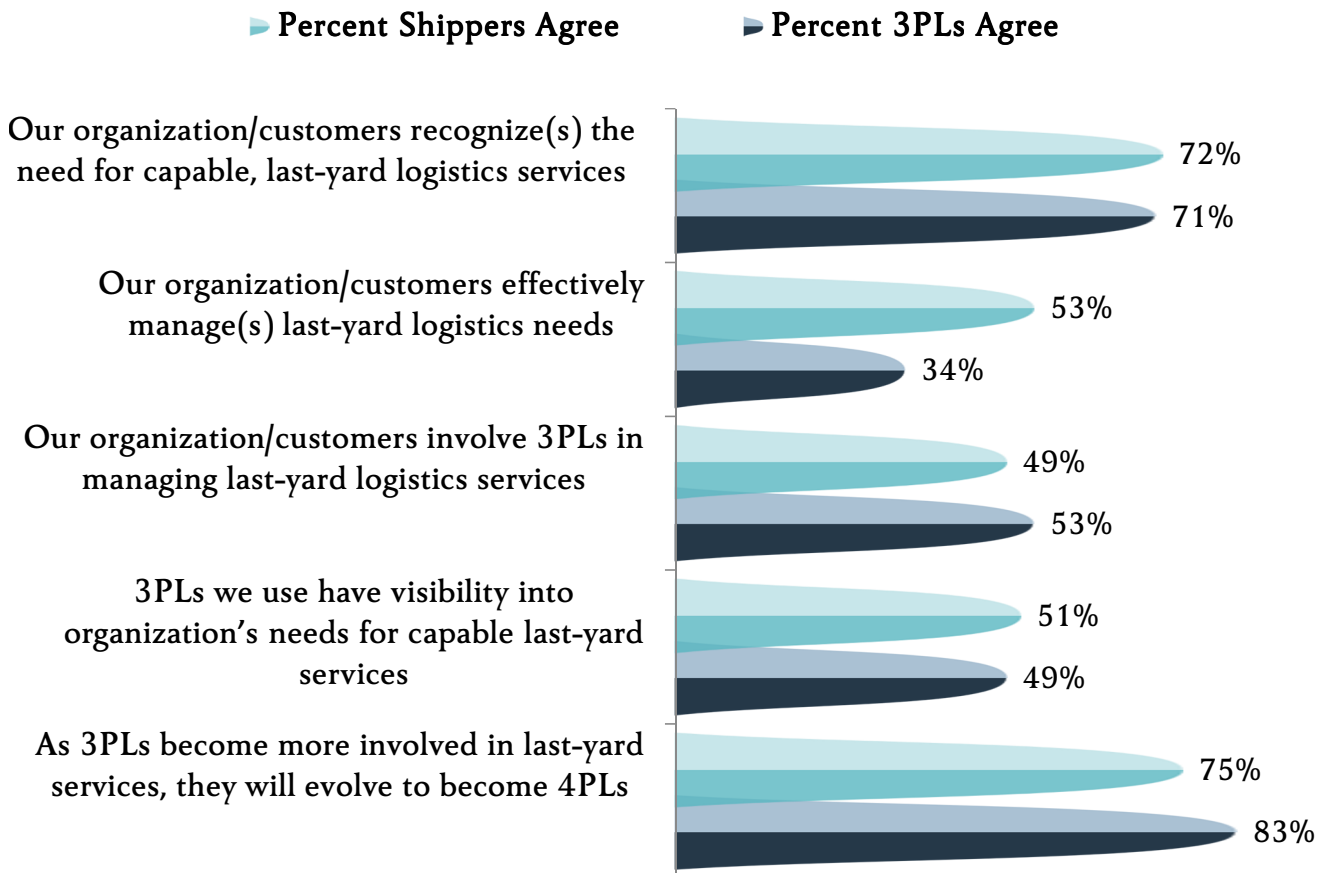 Percent Shippers Agree Percent 3PLs Agree
Our organization/customers recognize(s) the
need for capable, last-yard logistics services
72%
71%
Our organization/customers effectively
manage(s) last-yard logistics needs
53%
34%
Our organization/customers involve 3PLs in
managing last-yard logistics services
49%
53%
3PLs we use have visibility into
organization’s needs for capable last-yard
services
51%
49%
As 3PLs become more involved in last-yard
services, they will evolve to become 4PLs
75%
83%